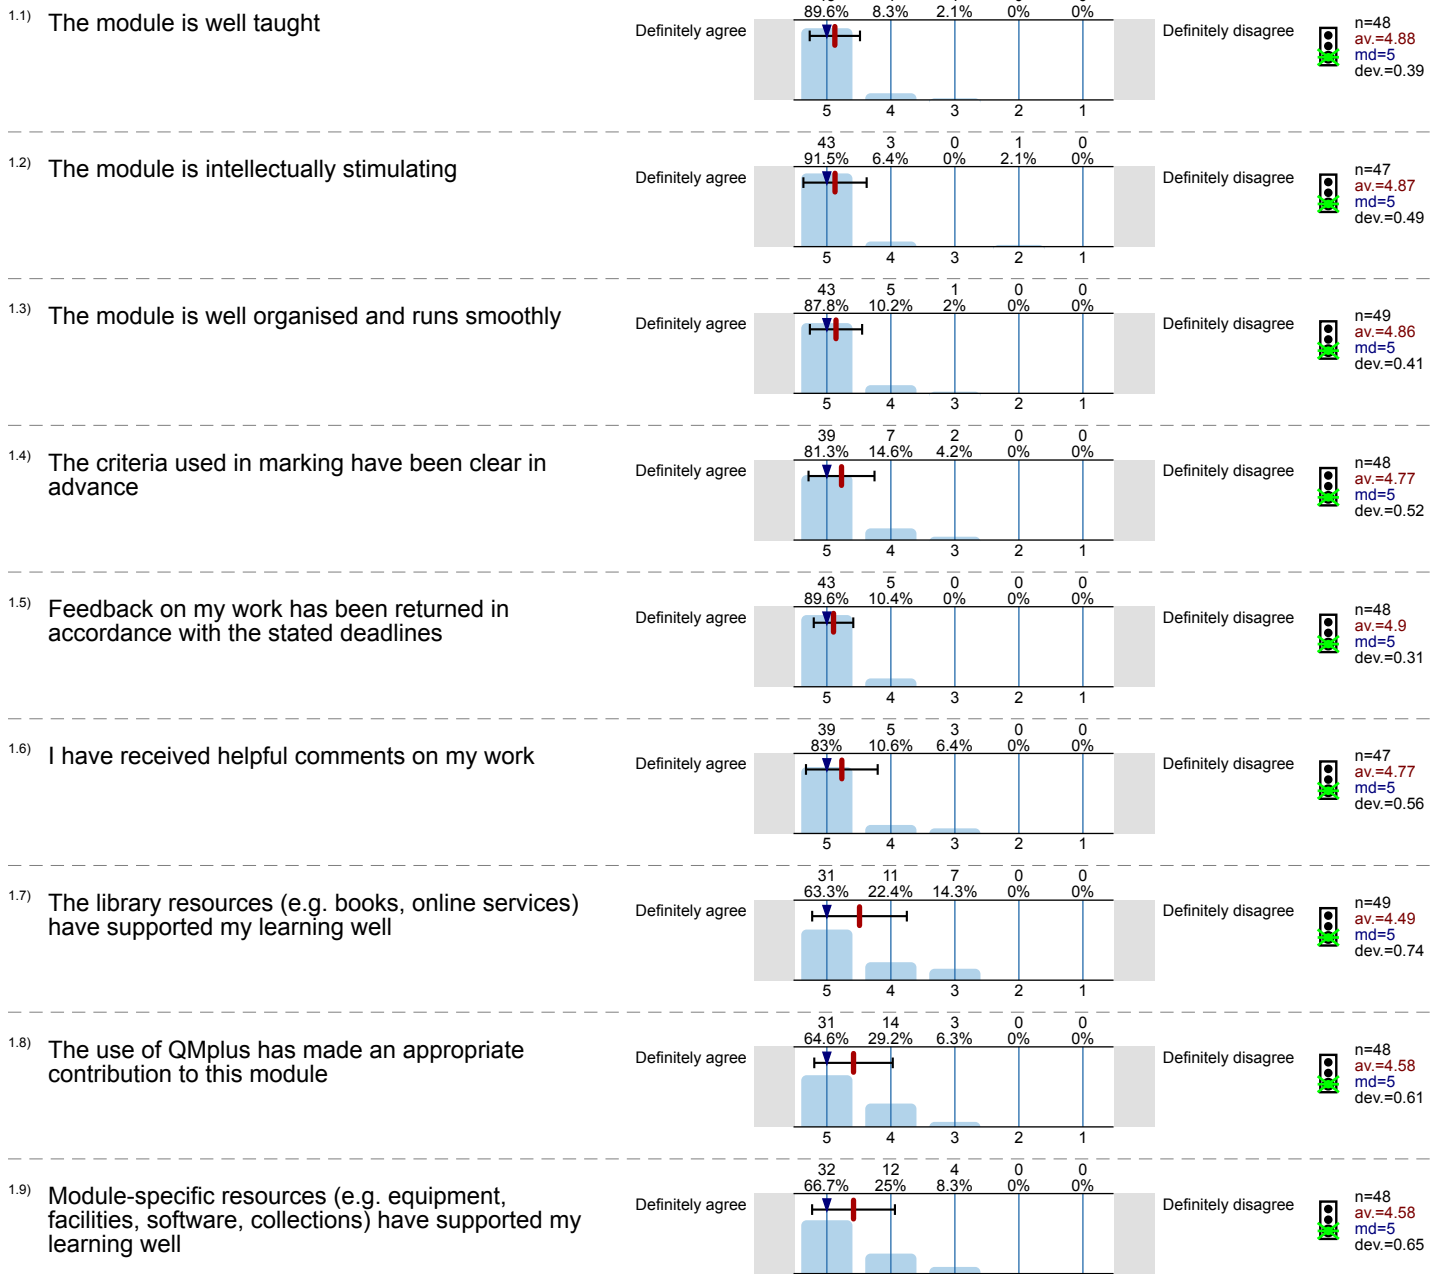 89.6% 8.3% 2.1% 0% 0%
1.1) The module is well taught
Definitely agree
Definitely disagree
n=48
av.=4.88
md=5
dev.=0.39
5 4 3 2 1
43 3 0 1 0
91.5% 6.4% 0% 2.1% 0%
1.2) The module is intellectually stimulating
Definitely agree
Definitely disagree
n=47
av.=4.87
md=5
dev.=0.49
5 4 3 2 1
43 5 1 0 0
87.8% 10.2% 2% 0% 0%
1.3) The module is well organised and runs smoothly
Definitely agree
Definitely disagree
n=49
av.=4.86
md=5
dev.=0.41
5 4 3 2 1
39 7 2 0 0
81.3% 14.6% 4.2% 0% 0%
1.4) The criteria used in marking have been clear in
advance
Definitely agree
Definitely disagree
n=48
av.=4.77
md=5
dev.=0.52
5 4 3 2 1
43 5 0 0 0
89.6% 10.4% 0% 0% 0%
1.5) Feedback on my work has been returned in
accordance with the stated deadlines
Definitely agree
Definitely disagree
n=48
av.=4.9
md=5
dev.=0.31
5 4 3 2 1
39 5 3 0 0
83% 10.6% 6.4% 0% 0%
1.6) I have received helpful comments on my work
Definitely agree
Definitely disagree
n=47
av.=4.77
md=5
dev.=0.56
5 4 3 2 1
31 11 7 0 0
63.3% 22.4% 14.3% 0% 0%
1.7) The library resources (e.g. books, online services)
have supported my learning well
Definitely agree
Definitely disagree
n=49
av.=4.49
md=5
dev.=0.74
5 4 3 2 1
31 14 3 0 0
64.6% 29.2% 6.3% 0% 0%
1.8) The use of QMplus has made an appropriate
contribution to this module
Definitely agree
Definitely disagree
n=48
av.=4.58
md=5
dev.=0.61
5 4 3 2 1
32 12 4 0 0
66.7% 25% 8.3% 0% 0%
1.9) Module-specific resources (e.g. equipment,
facilities, software, collections) have supported my
learning well
Definitely agree
Definitely disagree
n=48
av.=4.58
md=5
dev.=0.65